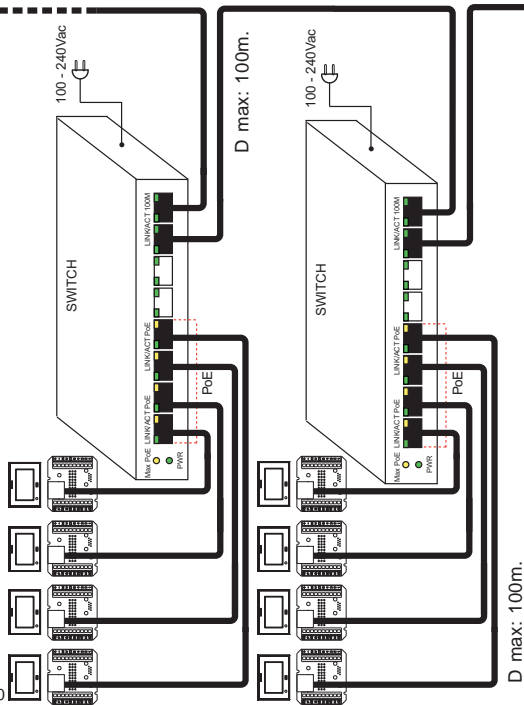 100 - 240Vac
D max: 100m.
SWITCH
LINK/ACT 100M
LINK/ACT PoE
LINK/ACT PoE
Max PoE
PWR
PoE
100 - 240Vac
SWITCH
LINK/ACT 100M
LINK/ACT PoE
LINK/ACT PoE
Max PoE
PWR
PoE
D max: 100m.